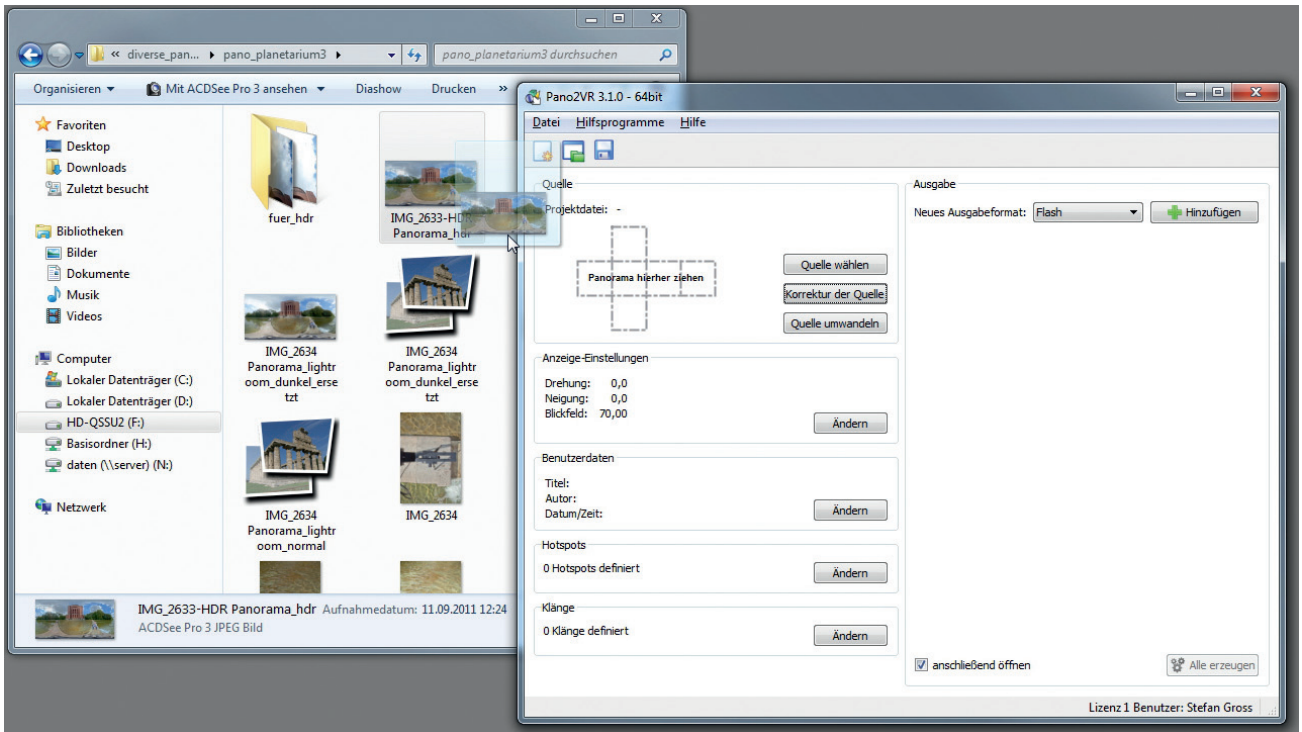 « diverse_pan... ▸ pano_planetarium3 ▸
pano_planetarium3 durchsuchen
Organisieren
Mit ACDSee Pro 3 ansehen
Diashow
Drucken
»
Favoriten
Desktop
Downloads
Zuletzt besucht
Bibliotheken
Bilder
Dokumente
Musik
Videos
Computer
Lokaler Datenträger (C:)
Lokaler Datenträger (D:)
HD-QSSU2 (F:)
Basisordner (H:)
daten (\\server) (N:)
Netzwerk
fuer_hdr
IMG_2633-HDR
Panorama_hdr
IMG_2634
Panorama_lightr
oom_dunkel_erse
tzt
IMG_2634
Panorama_lightr
oom_dunkel_erse
tzt
IMG_2634
Panorama_lightr
oom_normal
IMG_2634
IMG_2633-HDR Panorama_hdr Aufnahmedatum: 11.09.2011 12:24
ACDSee Pro 3 JPEG Bild
Pano2VR 3.1.0 - 64bit
Datei Hilfsprogramme Hilfe
Quelle
Projektdatei: -
Panorama hierher ziehen
Quelle wählen
Korrektur der Quelle
Quelle umwandeln
Anzeige-Einstellungen
Drehung: 0,0
Neigung: 0,0
Blickfeld: 70,00
Ändern
Benutzerdaten
Titel:
Autor:
Datum/Zeit:
Ändern
Hotspots
0 Hotspots definiert
Ändern
Klänge
0 Klänge definiert
Ändern
Ausgabe
Neues Ausgabeformat: Flash
Hinzufügen
anschließend öffnen
Alle erzeugen
Lizenz 1 Benutzer: Stefan Gross